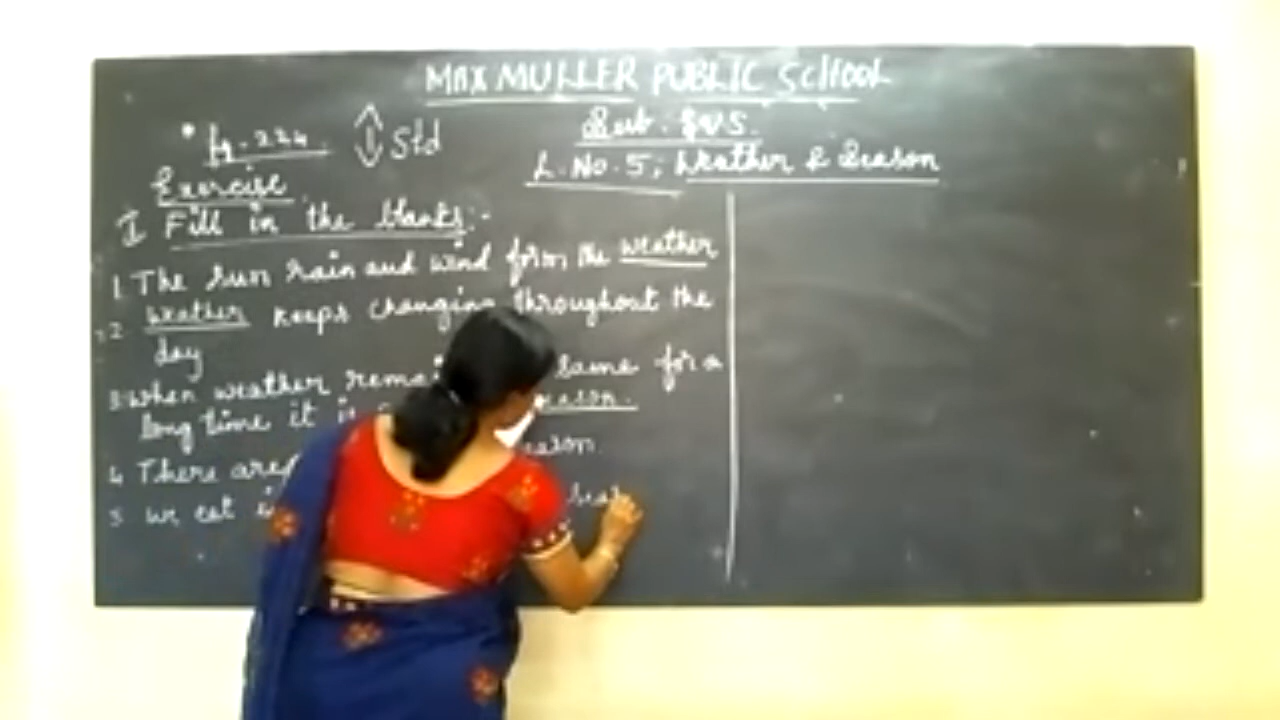 MAX MULLER PUBLIC SCHOOL
Sub: EVS.
L. No. 5; Weather & Season
Pg-224 I Std
Exercise
I Fill in the blanks:-
1. The sun rain and wind form the weather
2 Weather keeps changing throughout the
day
3. When weather same for a
long time it is season.
4 There are season.
5 we eat